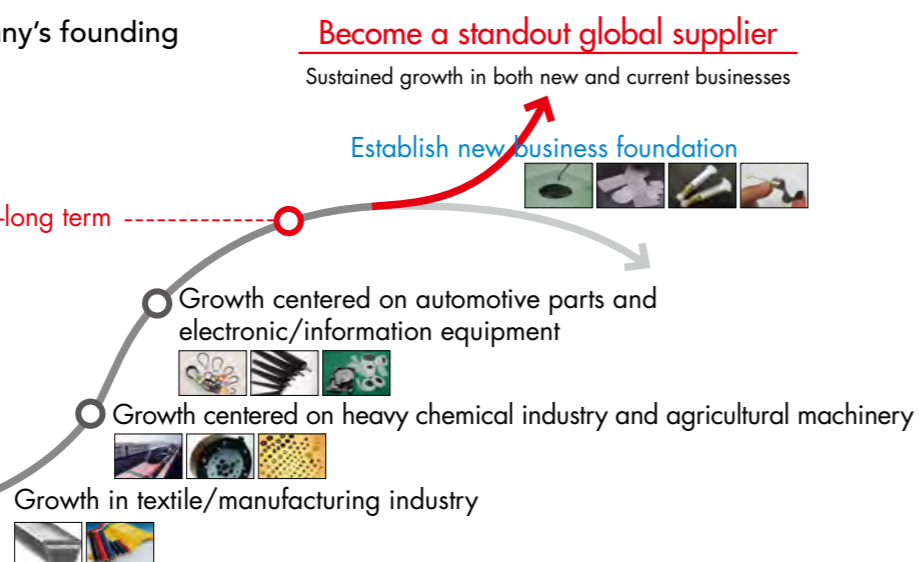 ny's founding
Become a standout global supplier
Sustained growth in both new and current businesses
Establish new business foundation
-long term
Growth centered on automotive parts and
electronic/information equipment
Growth centered on heavy chemical industry and agricultural machinery
Growth in textile/manufacturing industry